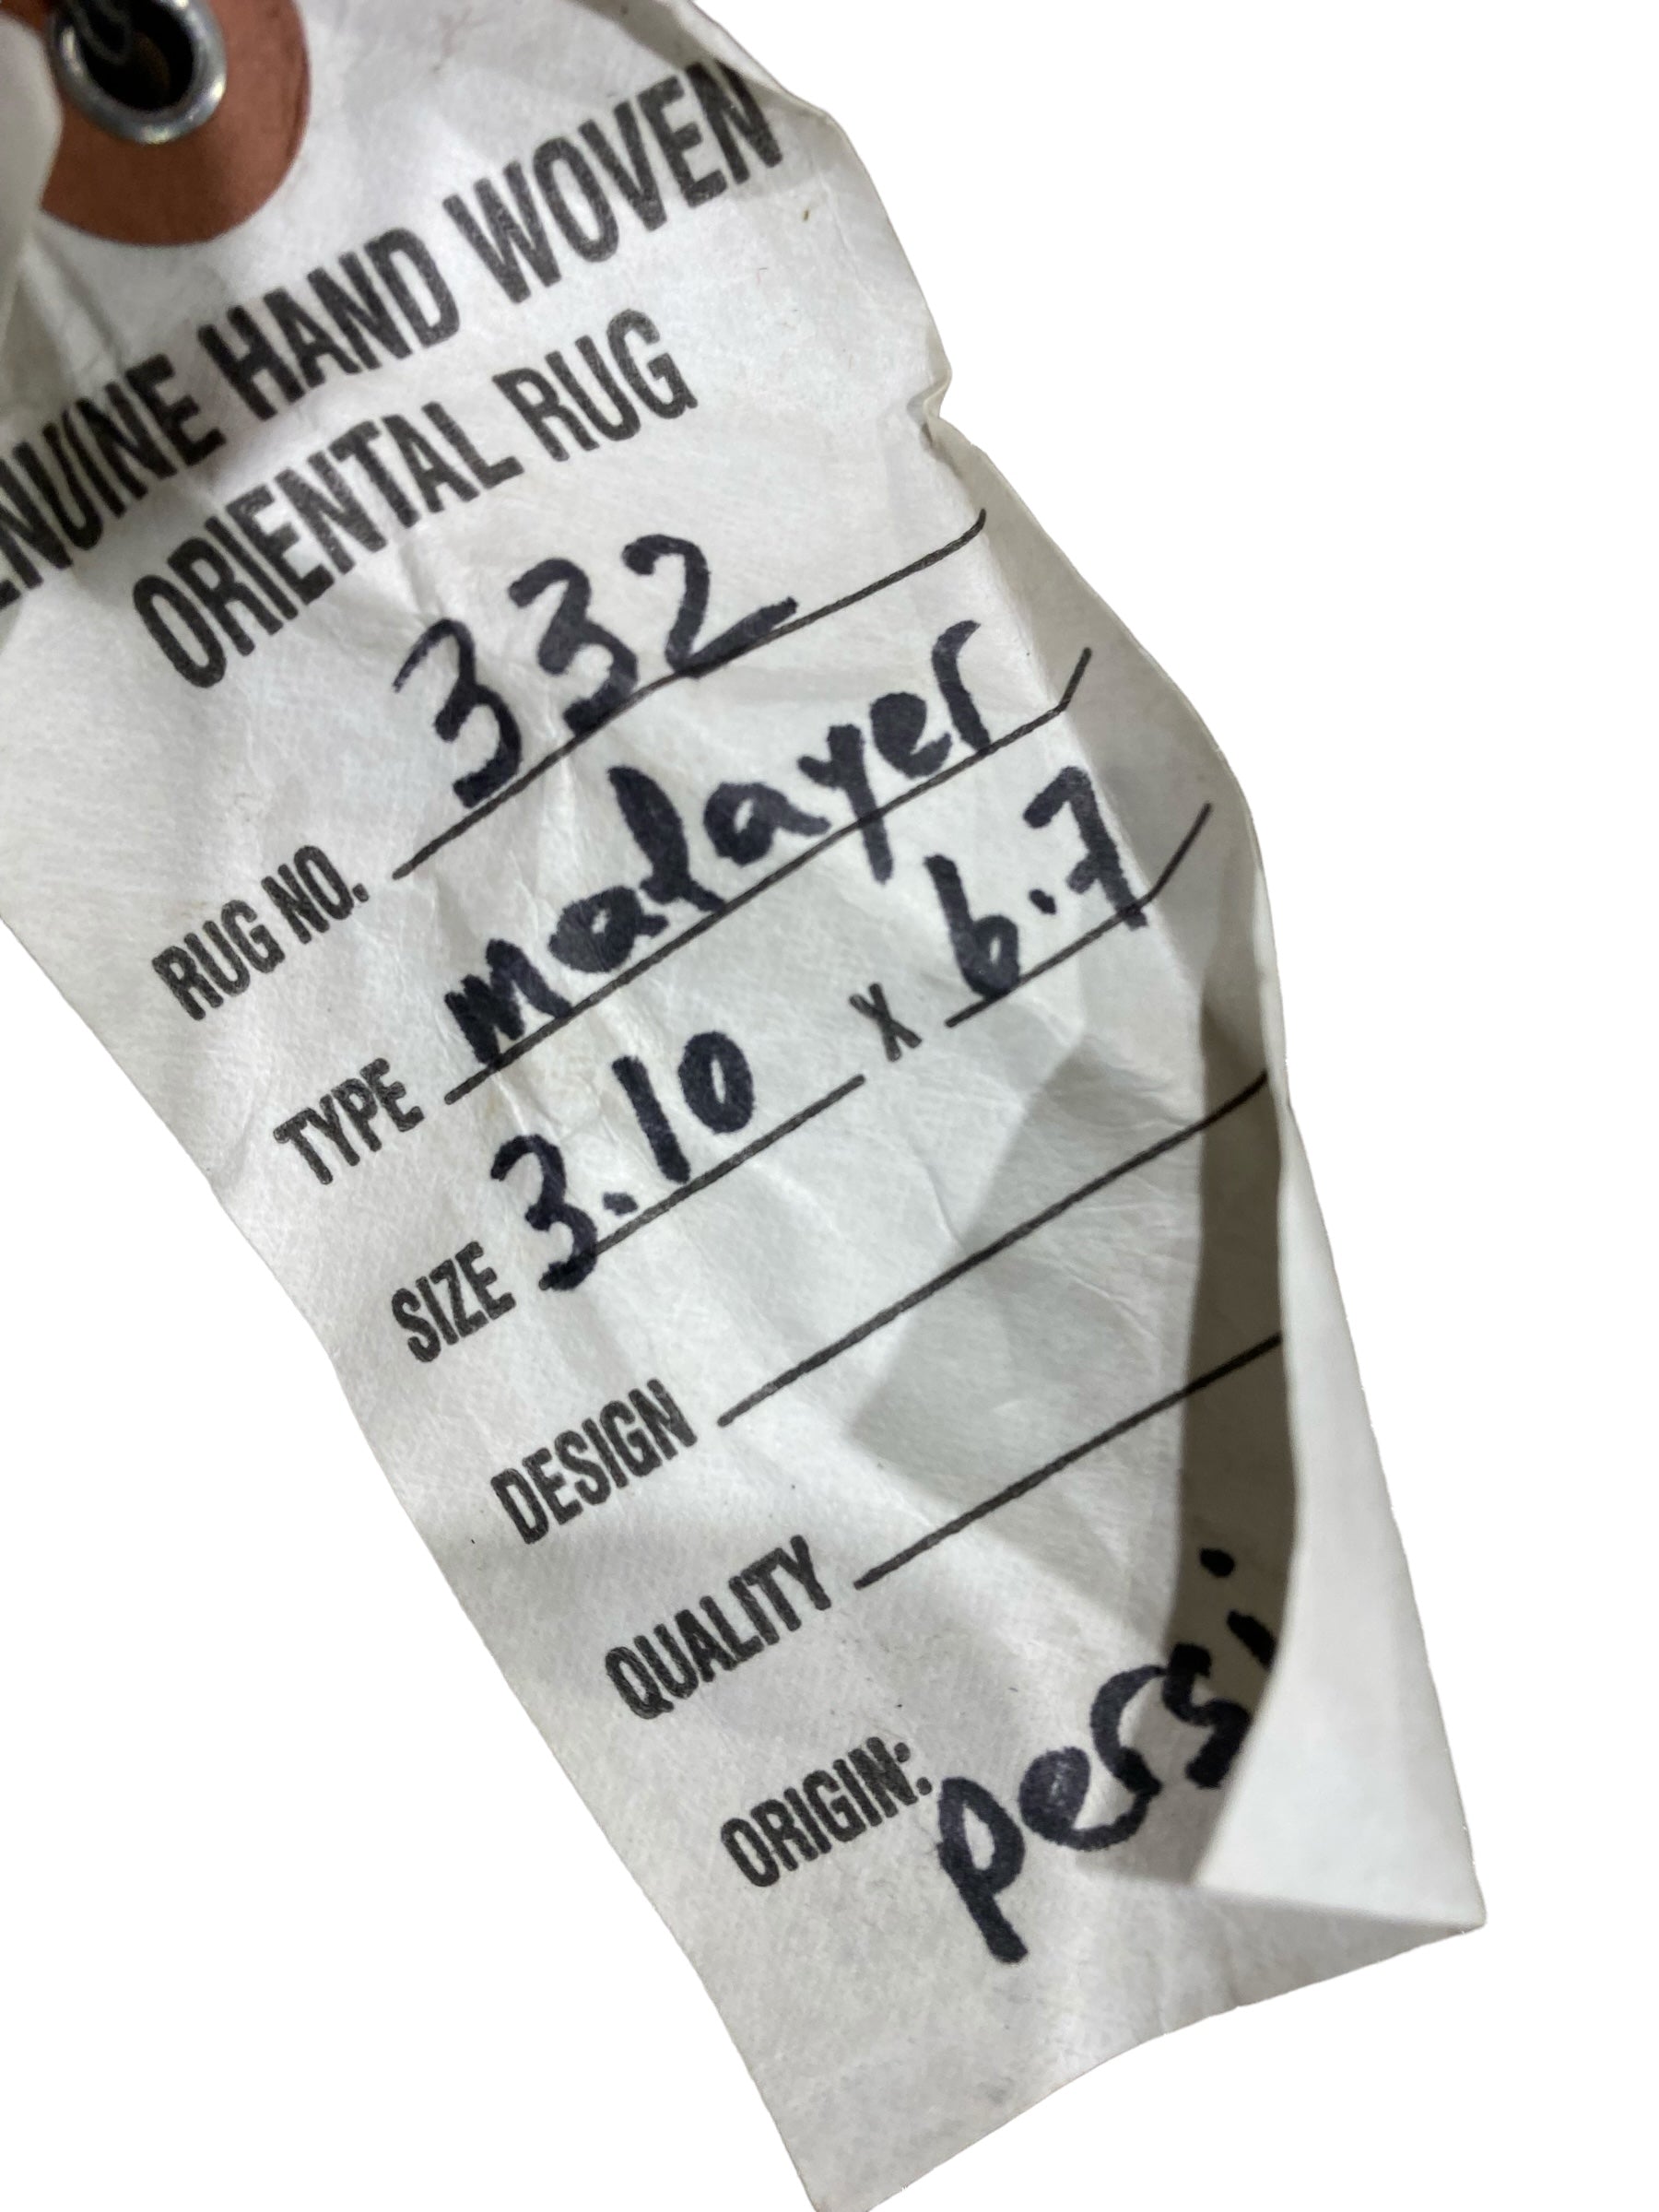 ENUINE HAND WOVEN
ORIENTAL RUG
RUG NO. 332
TYPE malayer
SIZE 3.10 X 6.7
DESIGN
QUALITY
ORIGIN: persi